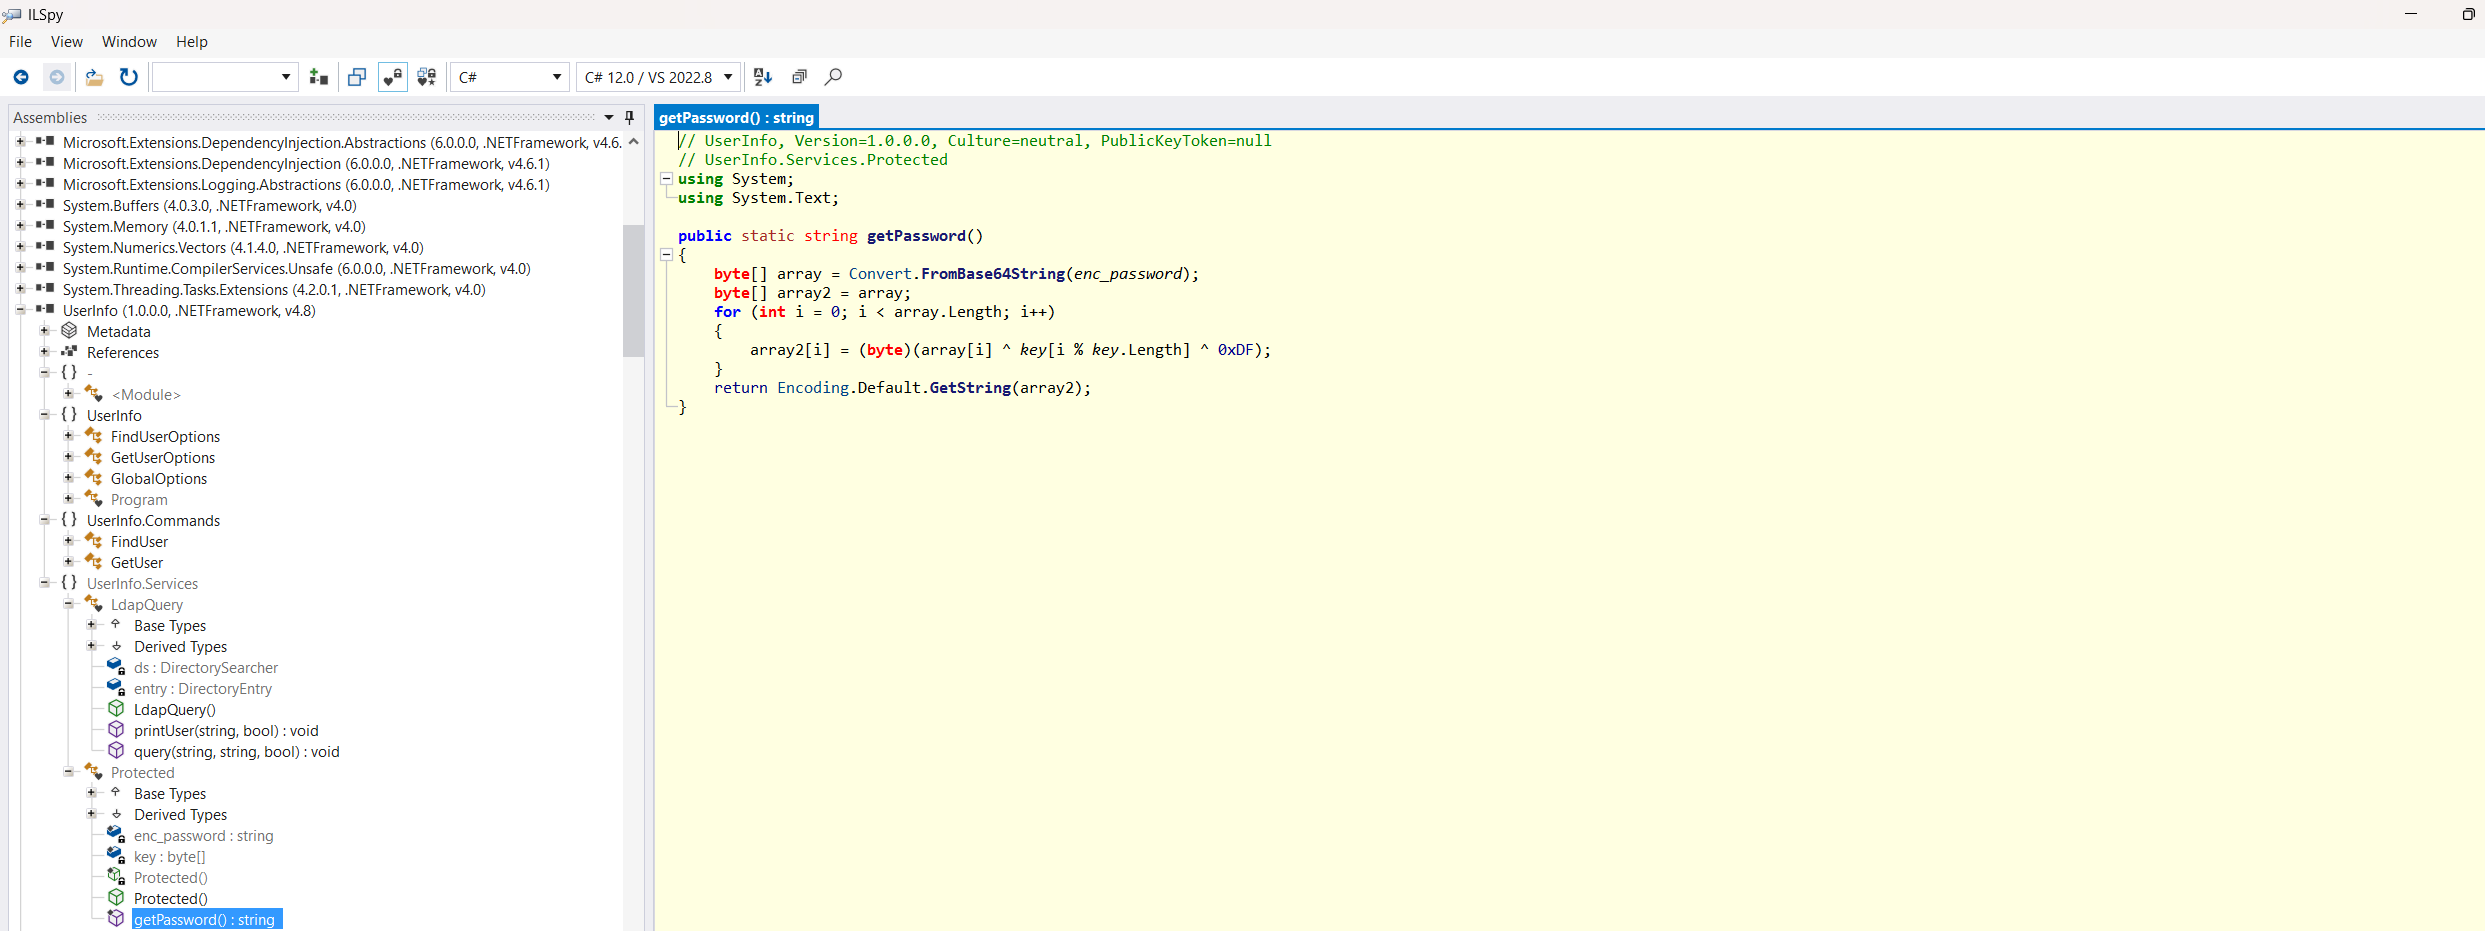 ILSpy
File View Window Help
C# C# 12.0 / VS 2022.8
Assemblies
Microsoft.Extensions.DependencyInjection.Abstractions (6.0.0.0, .NETFramework, v4.6.
Microsoft.Extensions.DependencyInjection (6.0.0.0, .NETFramework, v4.6.1)
Microsoft.Extensions.Logging.Abstractions (6.0.0.0, .NETFramework, v4.6.1)
System.Buffers (4.0.3.0, .NETFramework, v4.0)
System.Memory (4.0.1.1, .NETFramework, v4.0)
System.Numerics.Vectors (4.1.4.0, .NETFramework, v4.0)
System.Runtime.CompilerServices.Unsafe (6.0.0.0, .NETFramework, v4.0)
System.Threading.Tasks.Extensions (4.2.0.1, .NETFramework, v4.0)
UserInfo (1.0.0.0, .NETFramework, v4.8)
Metadata
References
{} -
<Module>
{} UserInfo
FindUserOptions
GetUserOptions
GlobalOptions
Program
{} UserInfo.Commands
FindUser
GetUser
{} UserInfo.Services
LdapQuery
Base Types
Derived Types
ds : DirectorySearcher
entry : DirectoryEntry
LdapQuery()
printUser(string, bool) : void
query(string, string, bool) : void
Protected
Base Types
Derived Types
enc_password : string
key : byte[]
Protected()
Protected()
getPassword() : string
getPassword() : string
// UserInfo, Version=1.0.0.0, Culture=neutral, PublicKeyToken=null
// UserInfo.Services.Protected
using System;
using System.Text;
public static string getPassword()
{
byte[] array = Convert.FromBase64String(enc_password);
byte[] array2 = array;
for (int i = 0; i < array.Length; i++)
{
array2[i] = (byte)(array[i] ^ key[i % key.Length] ^ 0xDF);
}
return Encoding.Default.GetString(array2);
}